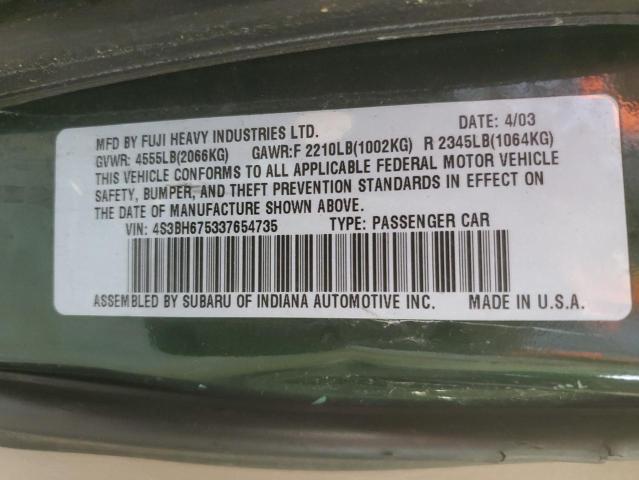 DATE: 4/03
MFD BY FUJI HEAVY INDUSTRIES LTD.
GVWR: 4555LB(2066KG) GAWR:F 2210LB(1002KG) R 2345LB(1064KG)
THIS VEHICLE CONFORMS TO ALL APPLICABLE FEDERAL MOTOR VEHICLE
SAFETY, BUMPER, AND THEFT PREVENTION STANDARDS IN EFFECT ON
THE DATE OF MANUFACTURE SHOWN ABOVE.
VIN: 4S3BH675337654735 TYPE: PASSENGER CAR
ASSEMBLED BY SUBARU OF INDIANA AUTOMOTIVE INC. MADE IN U.S.A.